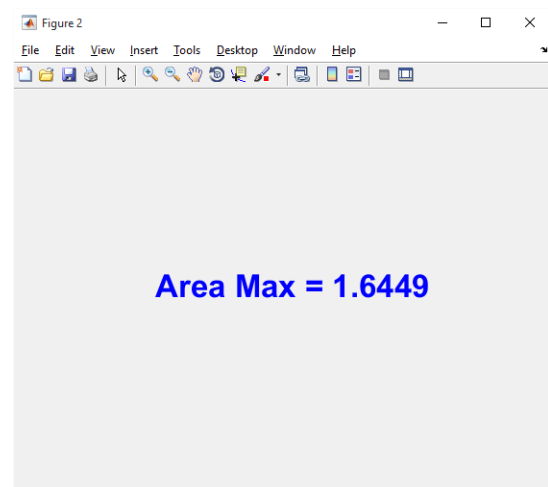 Figure 2
File Edit View Insert Tools Desktop Window Help
Area Max = 1.6449